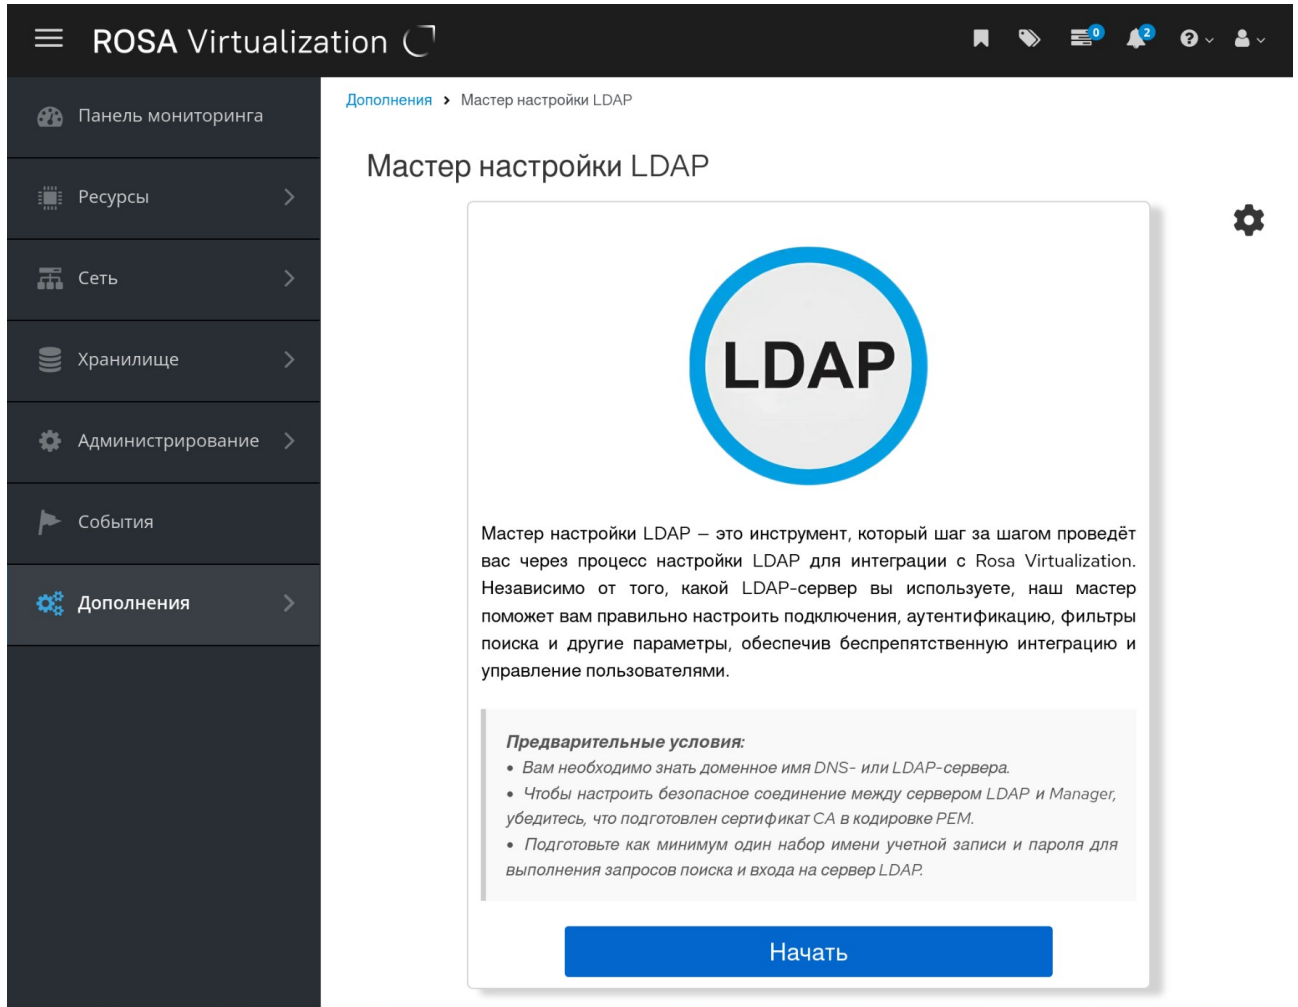 ROSA Virtualization
0
2
Дополнения
Мастер настройки LDAP
Панель мониторинга
Ресурсы
Сеть
Хранилище
Администрирование
События
Дополнения
Мастер настройки LDAP
LDAP
Мастер настройки LDAP – это инструмент, который шаг за шагом проведёт
вас через процесс настройки LDAP для интеграции с Rosa Virtualization.
Независимо от того, какой LDAP-сервер вы используете, наш мастер
поможет вам правильно настроить подключения, аутентификацию, фильтры
поиска и другие параметры, обеспечив беспрепятственную интеграцию и
управление пользователями.
Предварительные условия:
• Вам необходимо знать доменное имя DNS- или LDAP-сервера.
• Чтобы настроить безопасное соединение между сервером LDAP и Manager,
убедитесь, что подготовлен сертификат CA в кодировке PEM.
• Подготовьте как минимум один набор имени учетной записи и пароля для
выполнения запросов поиска и входа на сервер LDAP.
Начать